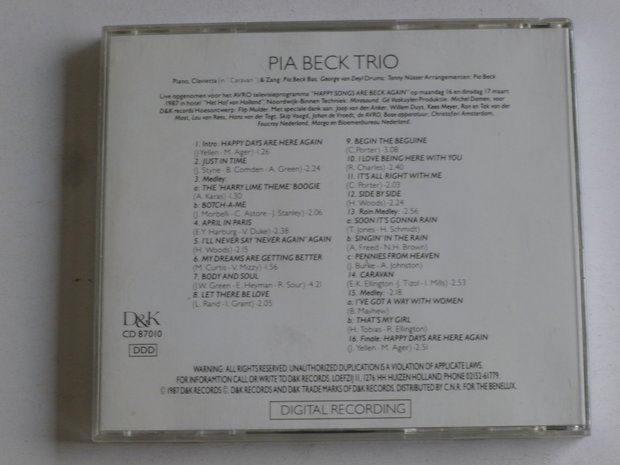 PIA BECK TRIO
Piano, Clavietta (in "Caravan") & Zang: Pia Beck Bas: George van Deyl Drums: Tonny Nüsser Arrangementen: Pia Beck
Live opgenomen voor het AVRO televisieprogramma "HAPPY SONGS ARE BECK AGAIN" op maandag 16 en dinsdag 17 maart
1987 in hotel "Het Hof van Holland", Noordwijk-Binnen Techniek: Mirasound, Gé Vaskuylen Produktie: Michel Damen, voor
D&K records Hoesontwerp: Flip Mulder Met speciale dank aan: Joop van den Anker, Willem Duys, Kees Meyer, Ron en Tek van der
Mast, Lou van Rees, Hans van der Togt, Skip Voogd, Johan de Vroedt, de AVRO, Bose apparatuur, Christofori Amsterdam,
Foucray Nederland, Margo en Bloemenbureau Nederland.
1. Intro: HAPPY DAYS ARE HERE AGAIN
(J.Yellen - M. Ager) -1.26
2. JUST IN TIME
(J. Styne - B. Comden - A. Green) -2.24
3. Medley:
a: THE 'HARRY LIME THEME' BOOGIE
(A. Karas) -1.30
b: BOTCH-A-ME
(J. Morbelli - C. Astore - J. Stanley) -2.06
4. APRIL IN PARIS
(E.Y. Harburg - V. Duke) -2.38
5. I'LL NEVER SAY 'NEVER AGAIN' AGAIN
(H. Woods) -2.15
6. MY DREAMS ARE GETTING BETTER
(M. Curtis - V. Mizzy) -1.56
7. BODY AND SOUL
(J.W. Green - E. Heyman - R. Sour) -4.21
8. LET THERE BE LOVE
(L. Rand - I. Grant) -2.05
9. BEGIN THE BEGUINE
(C. Porter) -3.08
10. I LOVE BEING HERE WITH YOU
(R. Charles) -2.40
11. IT'S ALL RIGHT WITH ME
(C. Porter) -2.03
12. SIDE BY SIDE
(H. Woods) -2.24
13. Rain Medley: -2.56
a: SOON IT'S GONNA RAIN
(T. Jones - H. Schmidt)
b: SINGIN' IN THE RAIN
(A. Freed - N.H. Brown)
c: PENNIES FROM HEAVEN
(J. Burke - A. Johnston)
14. CARAVAN
(E.K. Ellington - J. Tizol - I. Mills) -2.53
15. Medley: -2.18
a: I'VE GOT A WAY WITH WOMEN
(B. Mayhew)
b: THAT'S MY GIRL
(H. Tobias - R. Ellington)
16. Finale: HAPPY DAYS ARE HERE AGAIN
(J. Yellen - M. Ager) -2.51
D&K
CD 87010
DDD
WARNING: ALL RIGHTS RESERVED. UNAUTHORIZED DUPLICATION IS A VIOLATION OF APPLICATE LAWS.
FOR INFORAMTION CALL OR WRITE TO D&K RECORDS, LOEFZIJ 11, 1276 HH HUIZEN HOLLAND, PHONE 02152-61779.
© 1987 D&K RECORDS ℗. D&K RECORDS AND D&K TRADE MARKS OF D&K RECORDS. DISTRIBUTED BY C.N.R. FOR THE BENELUX.
DIGITAL RECORDING